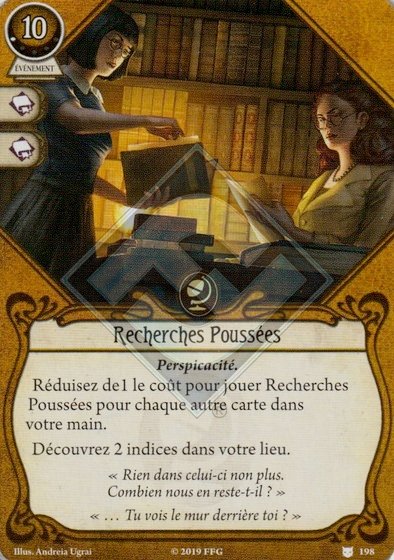 10
ÉVÉNEMENT
Recherches Poussées
Perspicacité.
Réduisez de1 le coût pour jouer Recherches
Poussées pour chaque autre carte dans
votre main.
Découvrez 2 indices dans votre lieu.
« Rien dans celui-ci non plus.
Combien nous en reste-t-il ? »
« … Tu vois le mur derrière toi ? »
Illus. Andreia Ugrai
© 2019 FFG
198